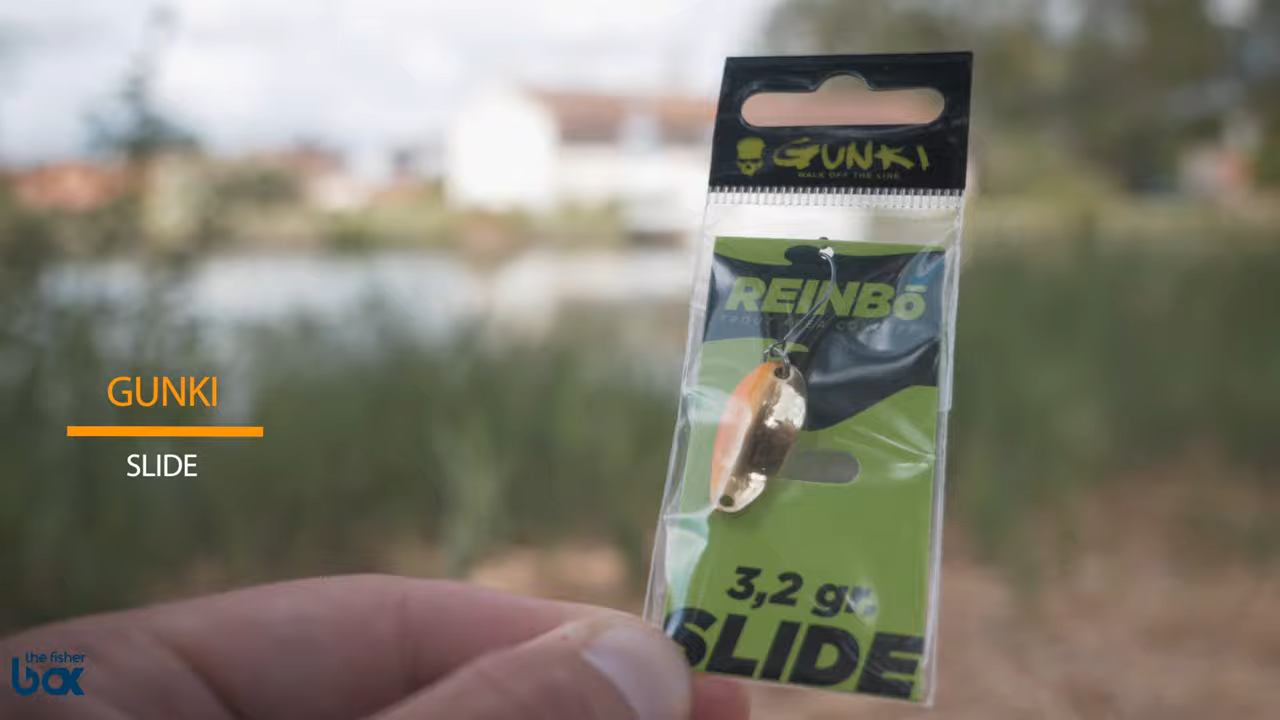 GUNKI
WALK OFF THE LINE
REINBō
3,2 gr.
SLIDE
GUNKI
SLIDE
the fisher
box